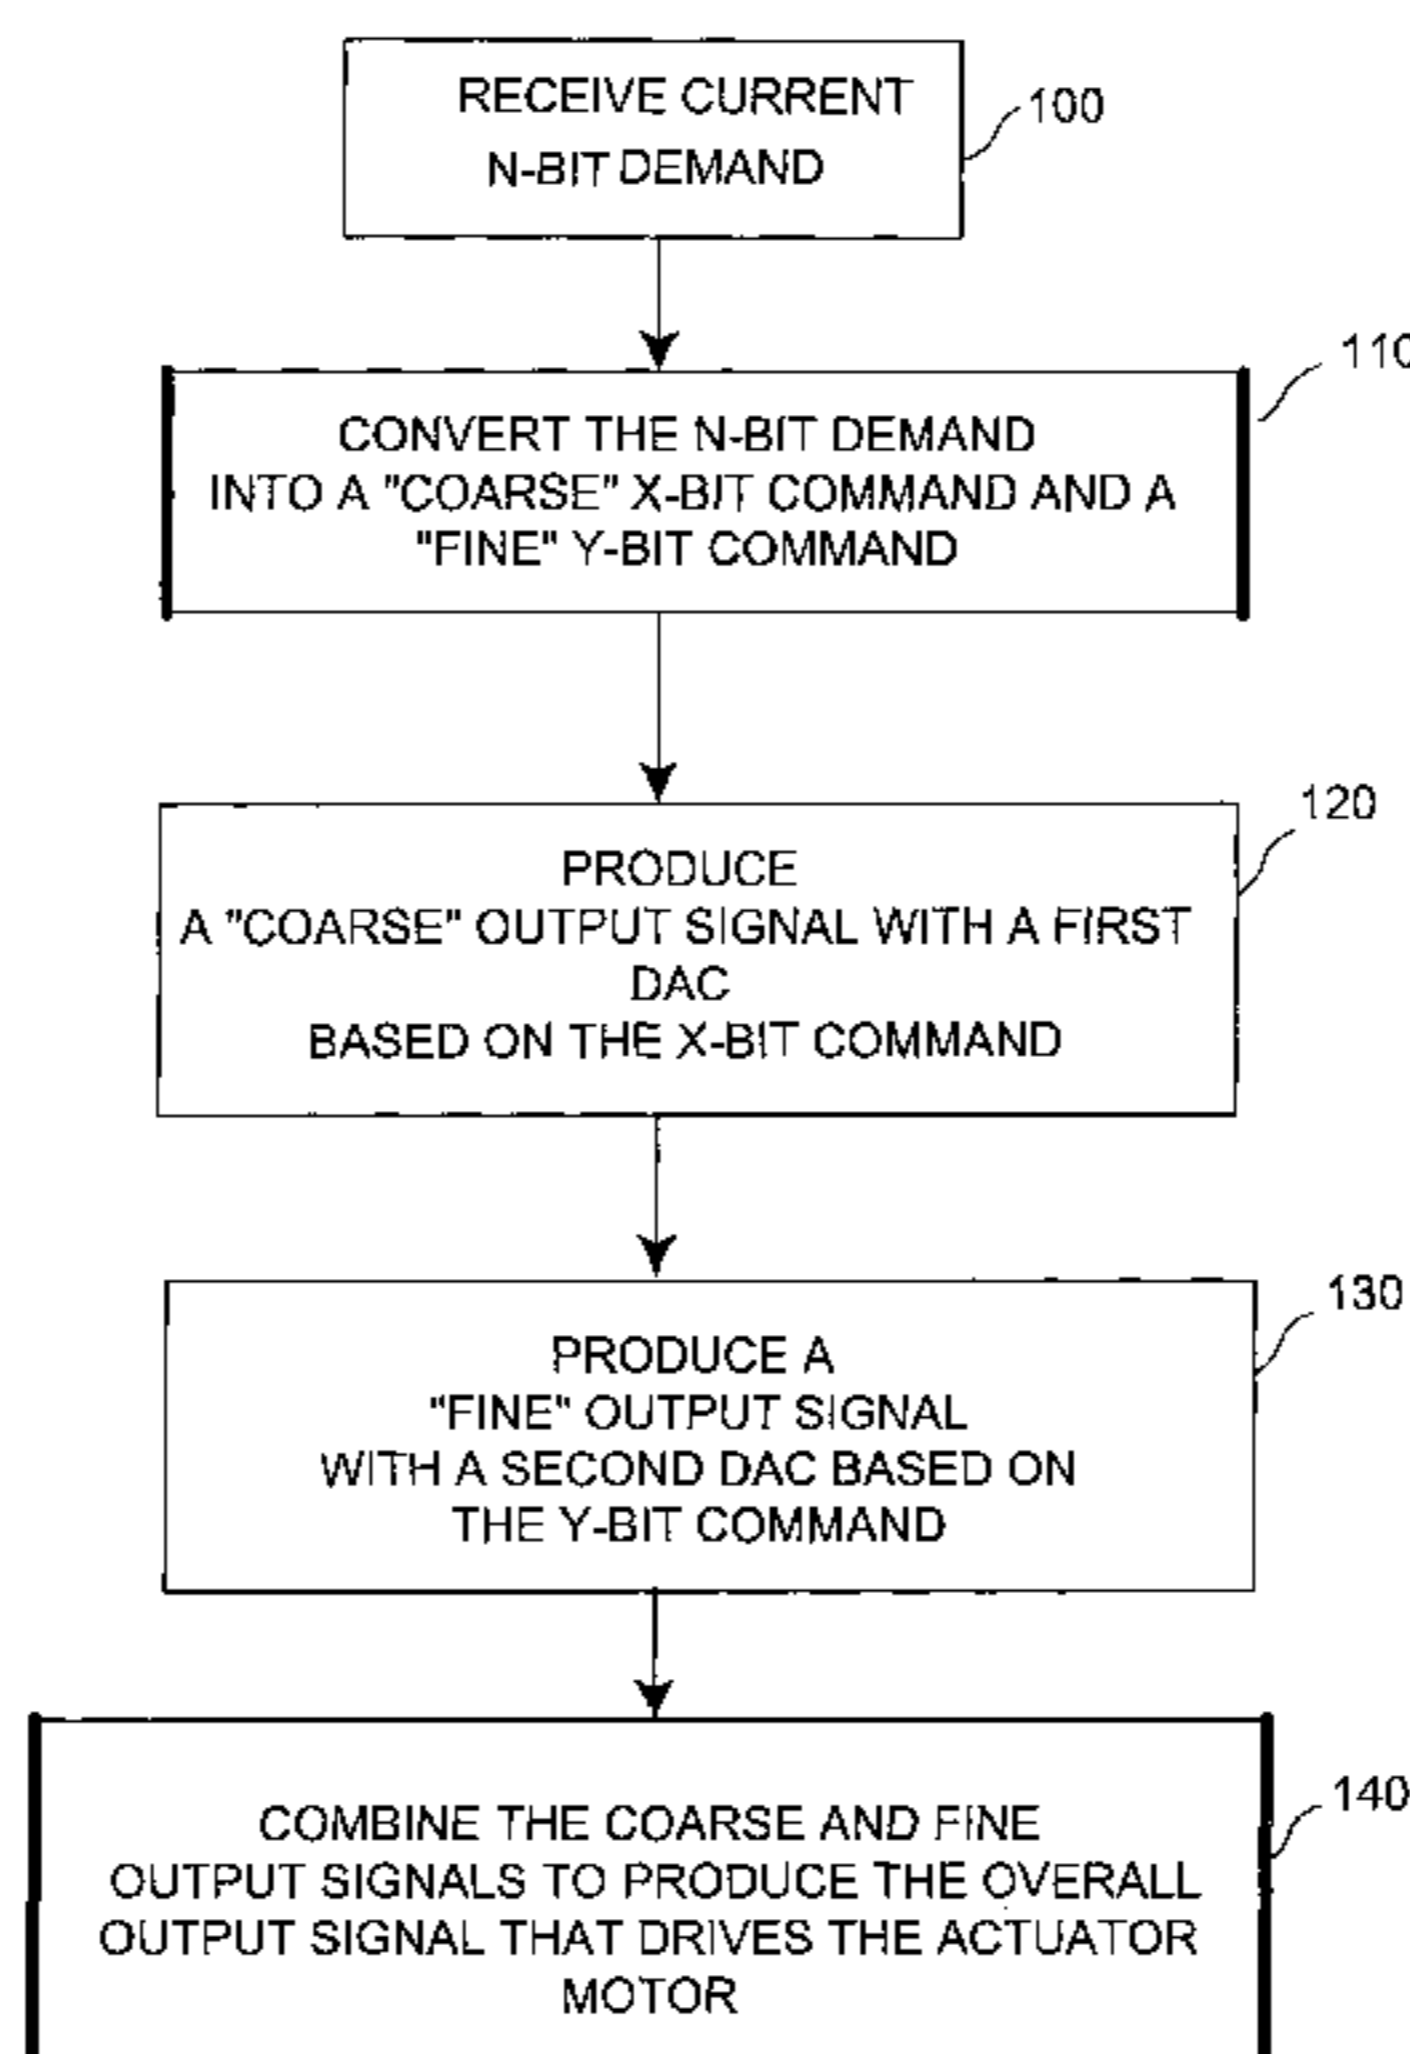 RECEIVE CURRENT
N-BIT DEMAND
100
110
CONVERT THE N-BIT DEMAND
INTO A "COARSE" X-BIT COMMAND AND A
"FINE" Y-BIT COMMAND
120
PRODUCE
A "COARSE" OUTPUT SIGNAL WITH A FIRST
DAC
BASED ON THE X-BIT COMMAND
130
PRODUCE A
"FINE" OUTPUT SIGNAL
WITH A SECOND DAC BASED ON
THE Y-BIT COMMAND
140
COMBINE THE COARSE AND FINE
OUTPUT SIGNALS TO PRODUCE THE OVERALL
OUTPUT SIGNAL THAT DRIVES THE ACTUATOR
MOTOR